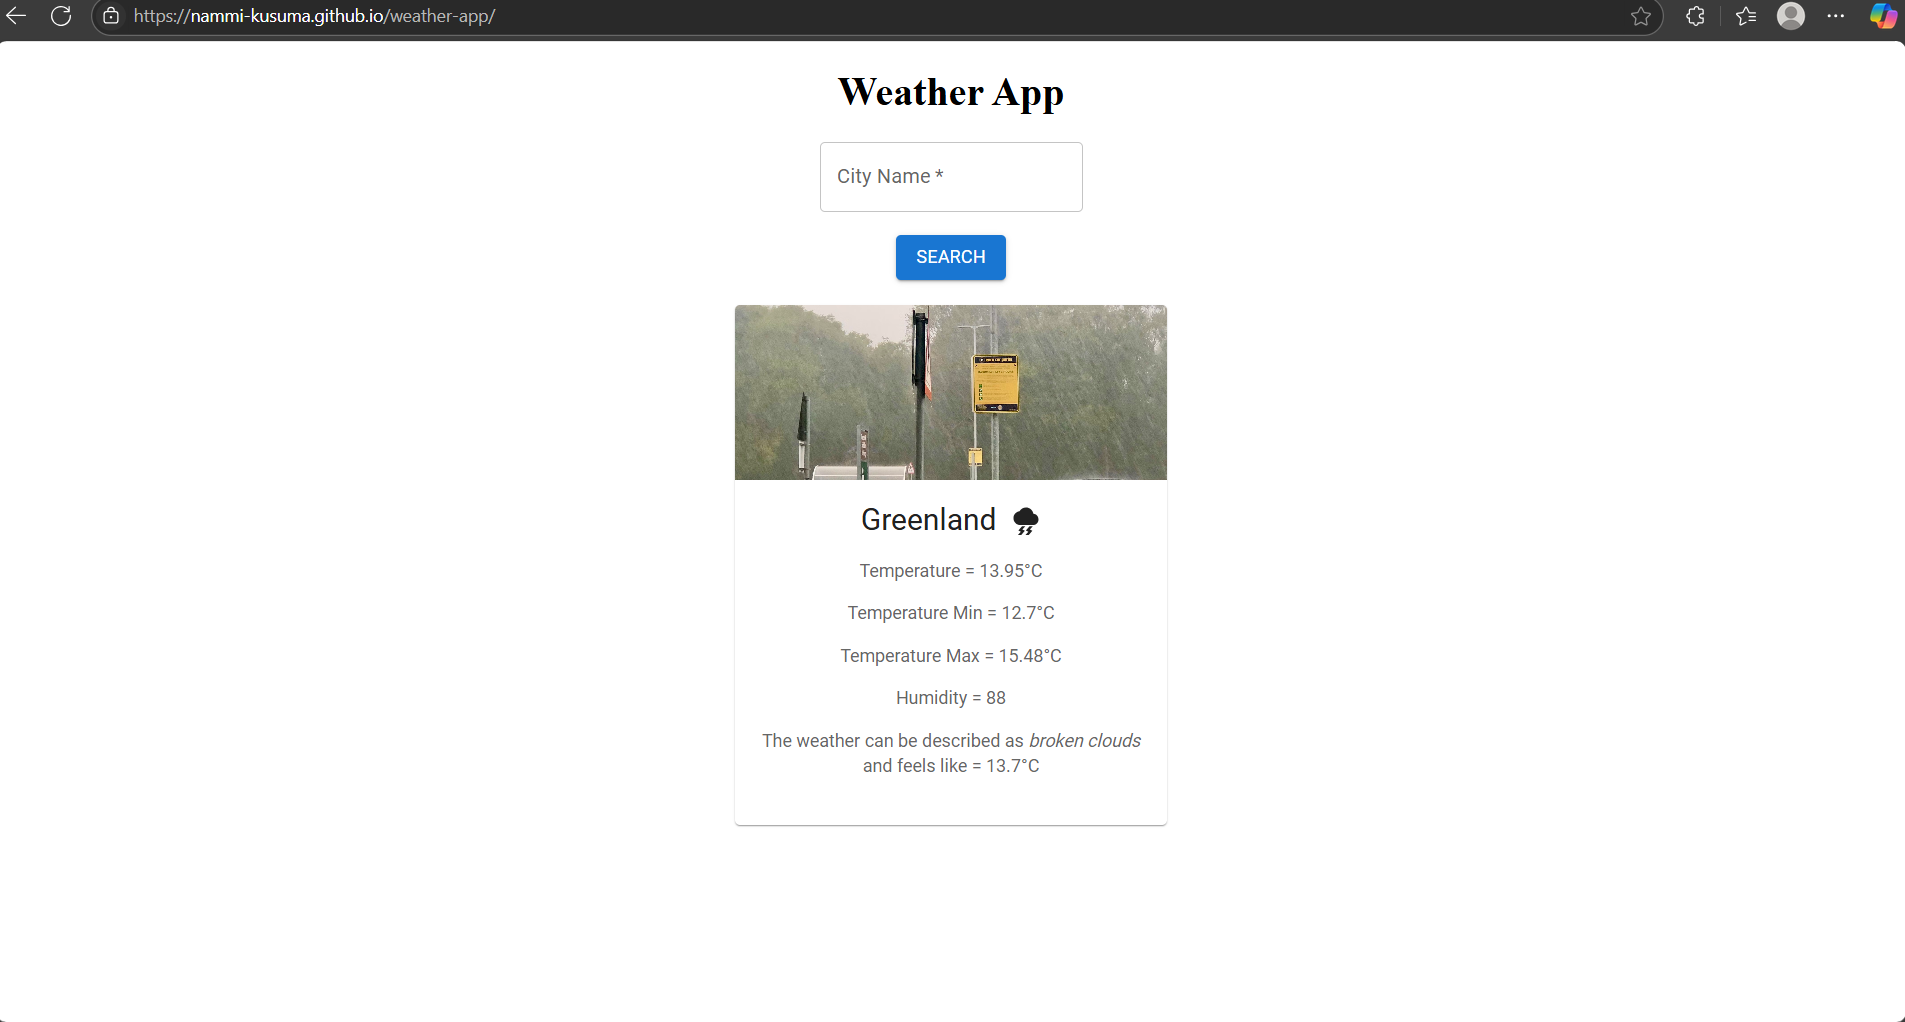 https://nammi-kusuma.github.io/weather-app/
Weather App
City Name *
SEARCH
Greenland
Temperature = 13.95°C
Temperature Min = 12.7°C
Temperature Max = 15.48°C
Humidity = 88
The weather can be described as broken clouds
and feels like = 13.7°C